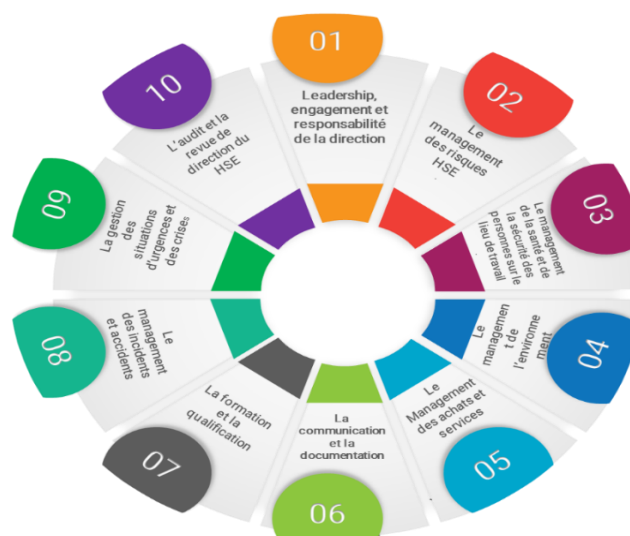 01
Leadership,
engagement et
responsabilité
de la direction
02
Le
management
des risques
HSE
03
Le management
de la santé et de
la sécurité des
personnes sur le
lieu de travail
04
Le
managemen
t de
l'environne
ment
05
Le
Management
des achats et
services
06
La
communication
et la
documentation
07
La formation
et la
qualification
08
Le
management
des incidents
et accidents
09
La gestion
des
situations
d'urgences et
des crises
10
L'audit et la
revue de
direction du
HSE